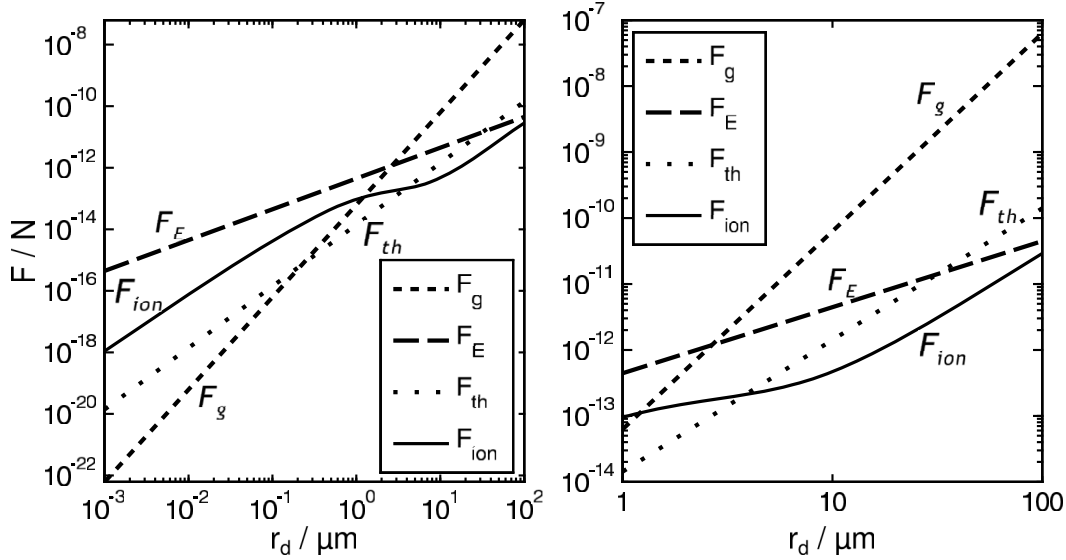 F / N
10^-8
10^-10
10^-12
10^-14
10^-16
10^-18
10^-20
10^-22
10^-3
10^-2
10^-1
10^0
10^1
10^2
r_d / μm
F_E
F_ion
F_th
F_g
F_g
F_E
F_th
F_ion
10^-7
10^-8
10^-9
10^-10
10^-11
10^-12
10^-13
10^-14
1
10
100
r_d / μm
F_g
F_E
F_th
F_ion
F_g
F_th
F_E
F_ion